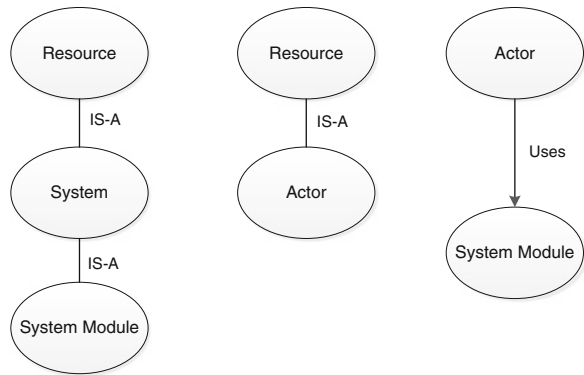 Resource
IS-A
System
IS-A
System Module
Resource
IS-A
Actor
Actor
Uses
System Module